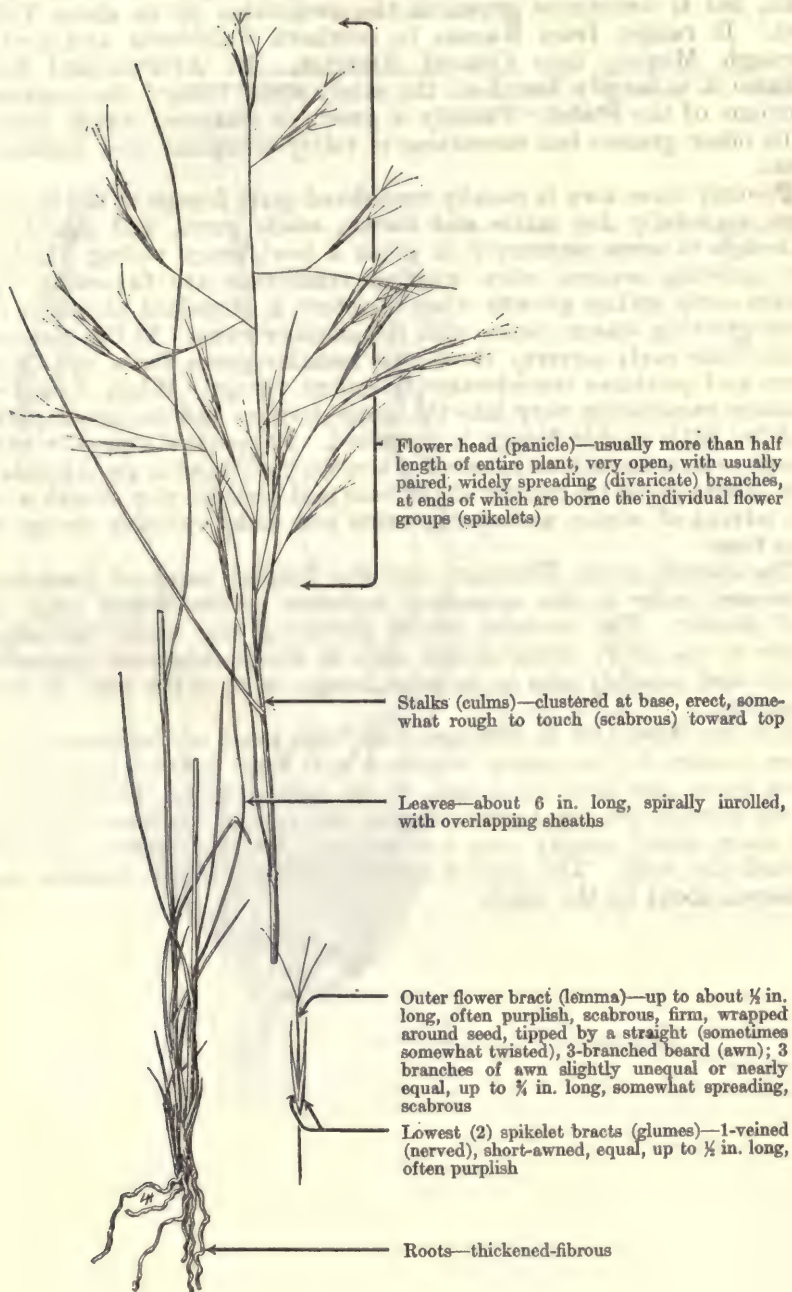 Flower head (panicle)—usually more than half
length of entire plant, very open, with usually
paired, widely spreading (divaricate) branches,
at ends of which are borne the individual flower
groups (spikelets)
Stalks (culms)—clustered at base, erect, some-
what rough to touch (scabrous) toward top
Leaves—about 6 in. long, spirally inrolled,
with overlapping sheaths
Outer flower bract (lemma)—up to about ½ in.
long, often purplish, scabrous, firm, wrapped
around seed, tipped by a straight (sometimes
somewhat twisted), 3-branched beard (awn); 3
branches of awn slightly unequal or nearly
equal, up to ¾ in. long, somewhat spreading,
scabrous
Lowest (2) spikelet bracts (glumes)—1-veined
(nerved), short-awned, equal, up to ½ in. long,
often purplish
Roots—thickened-fibrous